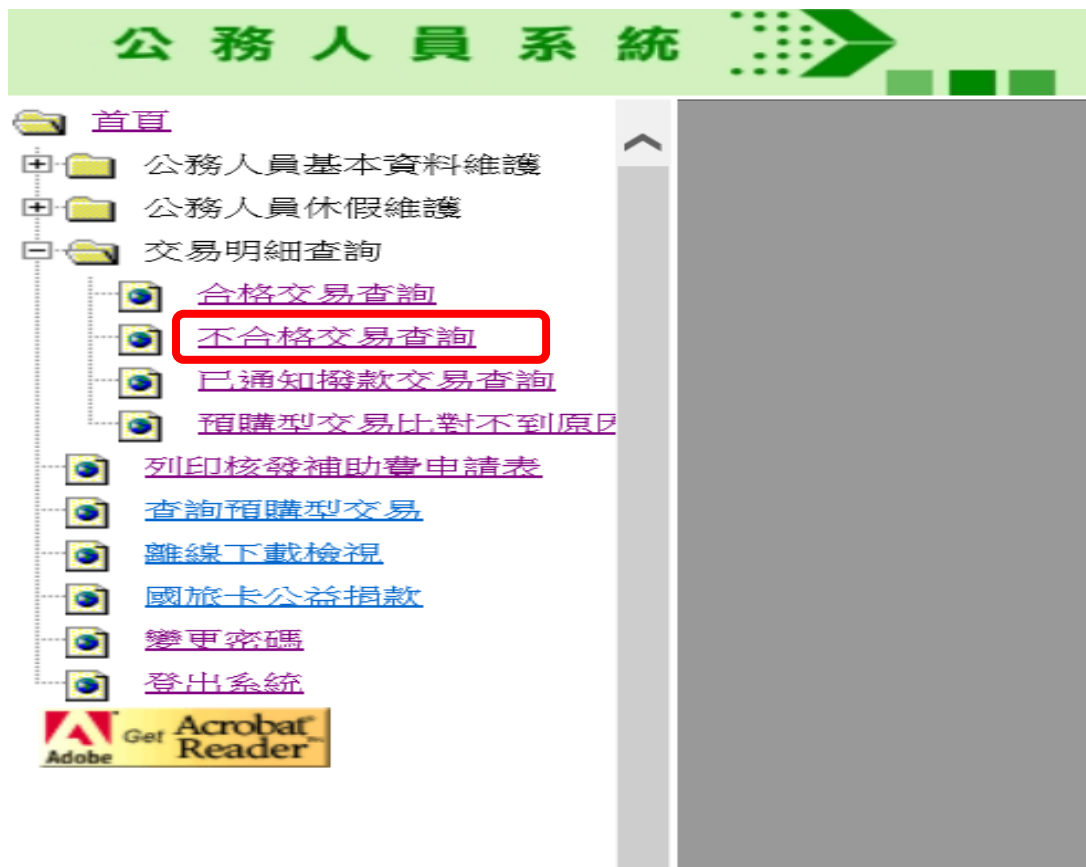 公務人員系統
首頁
公務人員基本資料維護
公務人員休假維護
交易明細查詢
合格交易查詢
不合格交易查詢
已通知撥款交易查詢
預購型交易比對不到原因
列印核發補助費申請表
查詢預購型交易
離線下載檢視
國旅卡公益捐款
變更密碼
登出系統
Adobe Get Acrobat Reader